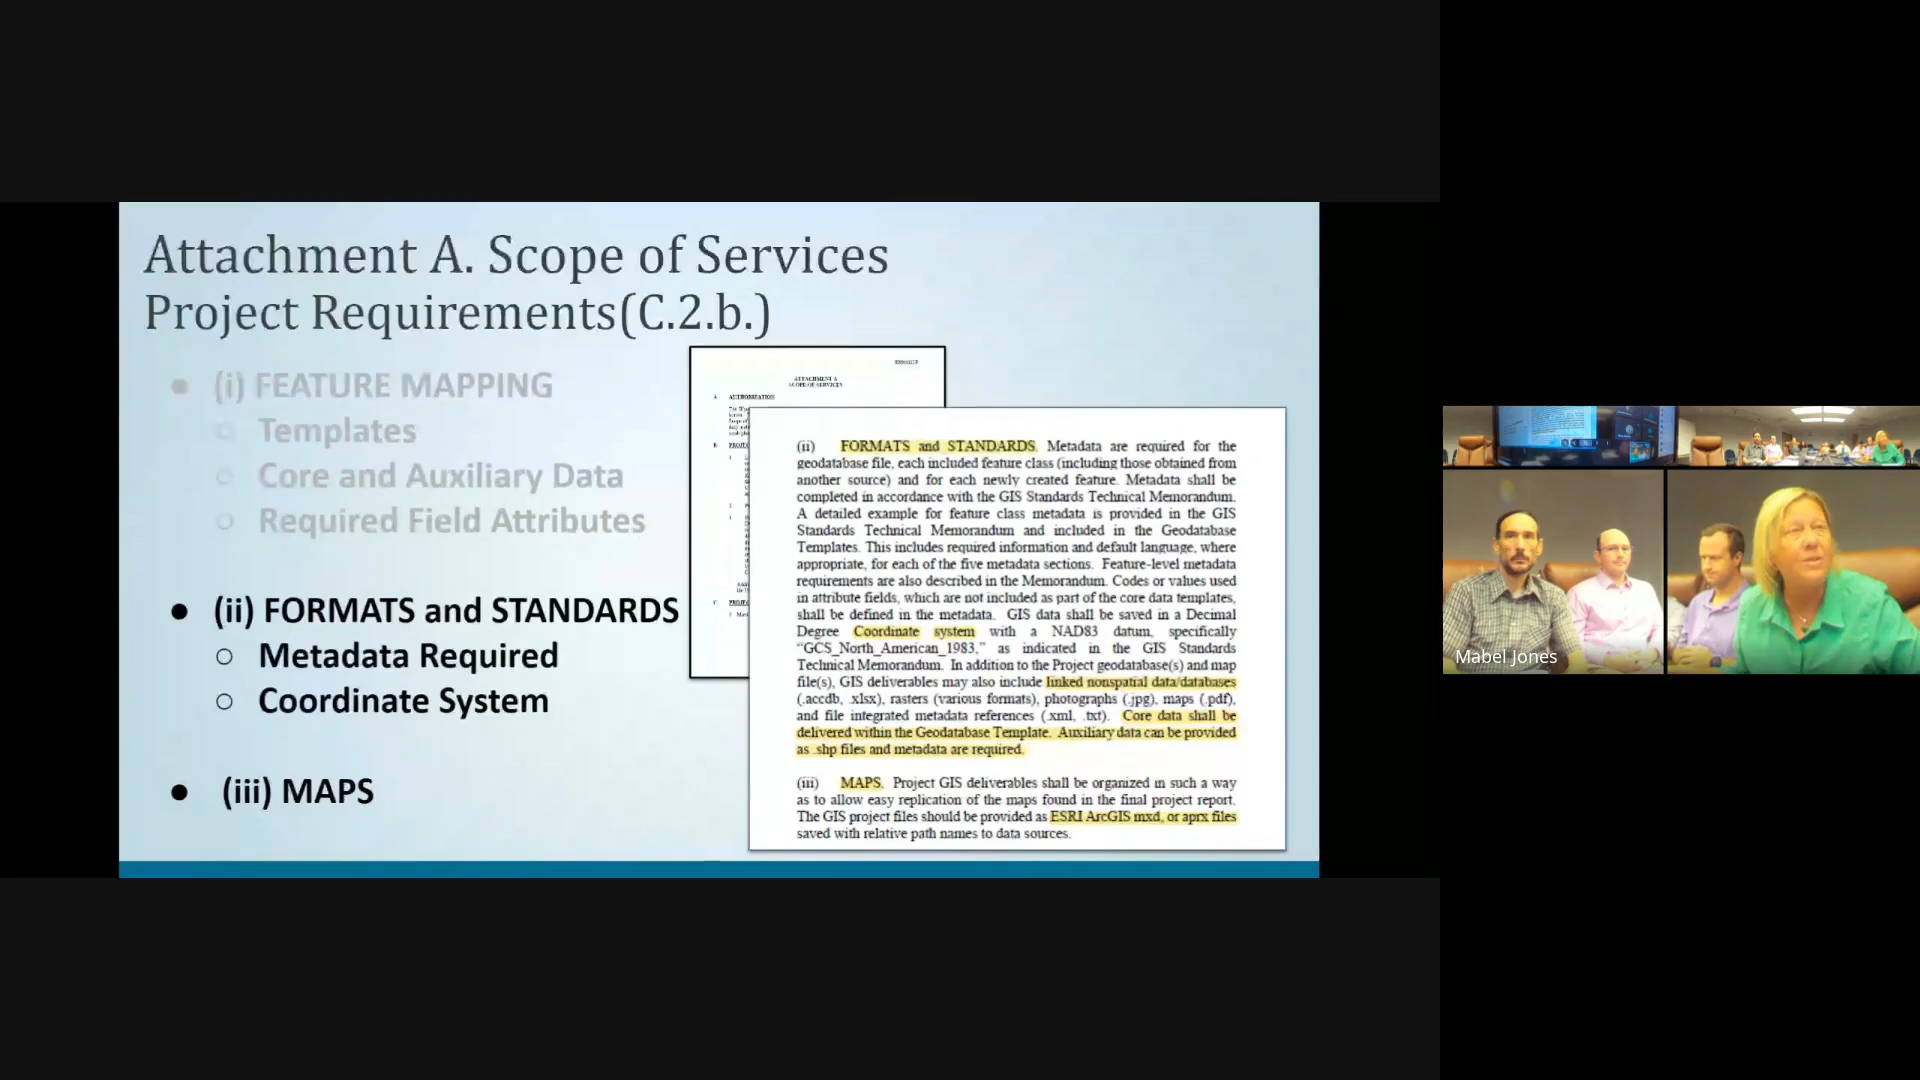 Attachment A. Scope of Services
Project Requirements(C.2.b.)
● (i) FEATURE MAPPING
○ Templates
○ Core and Auxiliary Data
○ Required Field Attributes
● (ii) FORMATS and STANDARDS
○ Metadata Required
○ Coordinate System
● (iii) MAPS
ATTACHMENT A
SCOPE OF SERVICES
A. AUTHORIZATION
(ii) FORMATS and STANDARDS. Metadata are required for the
geodatabase file, each included feature class (including those obtained from
another source) and for each newly created feature. Metadata shall be
completed in accordance with the GIS Standards Technical Memorandum.
A detailed example for feature class metadata is provided in the GIS
Standards Technical Memorandum and included in the Geodatabase
Templates. This includes required information and default language, where
appropriate, for each of the five metadata sections. Feature-level metadata
requirements are also described in the Memorandum. Codes or values used
in attribute fields, which are not included as part of the core data templates,
shall be defined in the metadata. GIS data shall be saved in a Decimal
Degree Coordinate system with a NAD83 datum, specifically
"GCS_North_American_1983," as indicated in the GIS Standards
Technical Memorandum. In addition to the Project geodatabase(s) and map
file(s), GIS deliverables may also include linked nonspatial data/databases
(.accdb, .xlsx), rasters (various formats), photographs (.jpg), maps (.pdf),
and file integrated metadata references (.xml, .txt). Core data shall be
delivered within the Geodatabase Template. Auxiliary data can be provided
as .shp files and metadata are required.
(iii) MAPS. Project GIS deliverables shall be organized in such a way
as to allow easy replication of the maps found in the final project report.
The GIS project files should be provided as ESRI ArcGIS mxd, or aprx files
saved with relative path names to data sources.
Mabel Jones